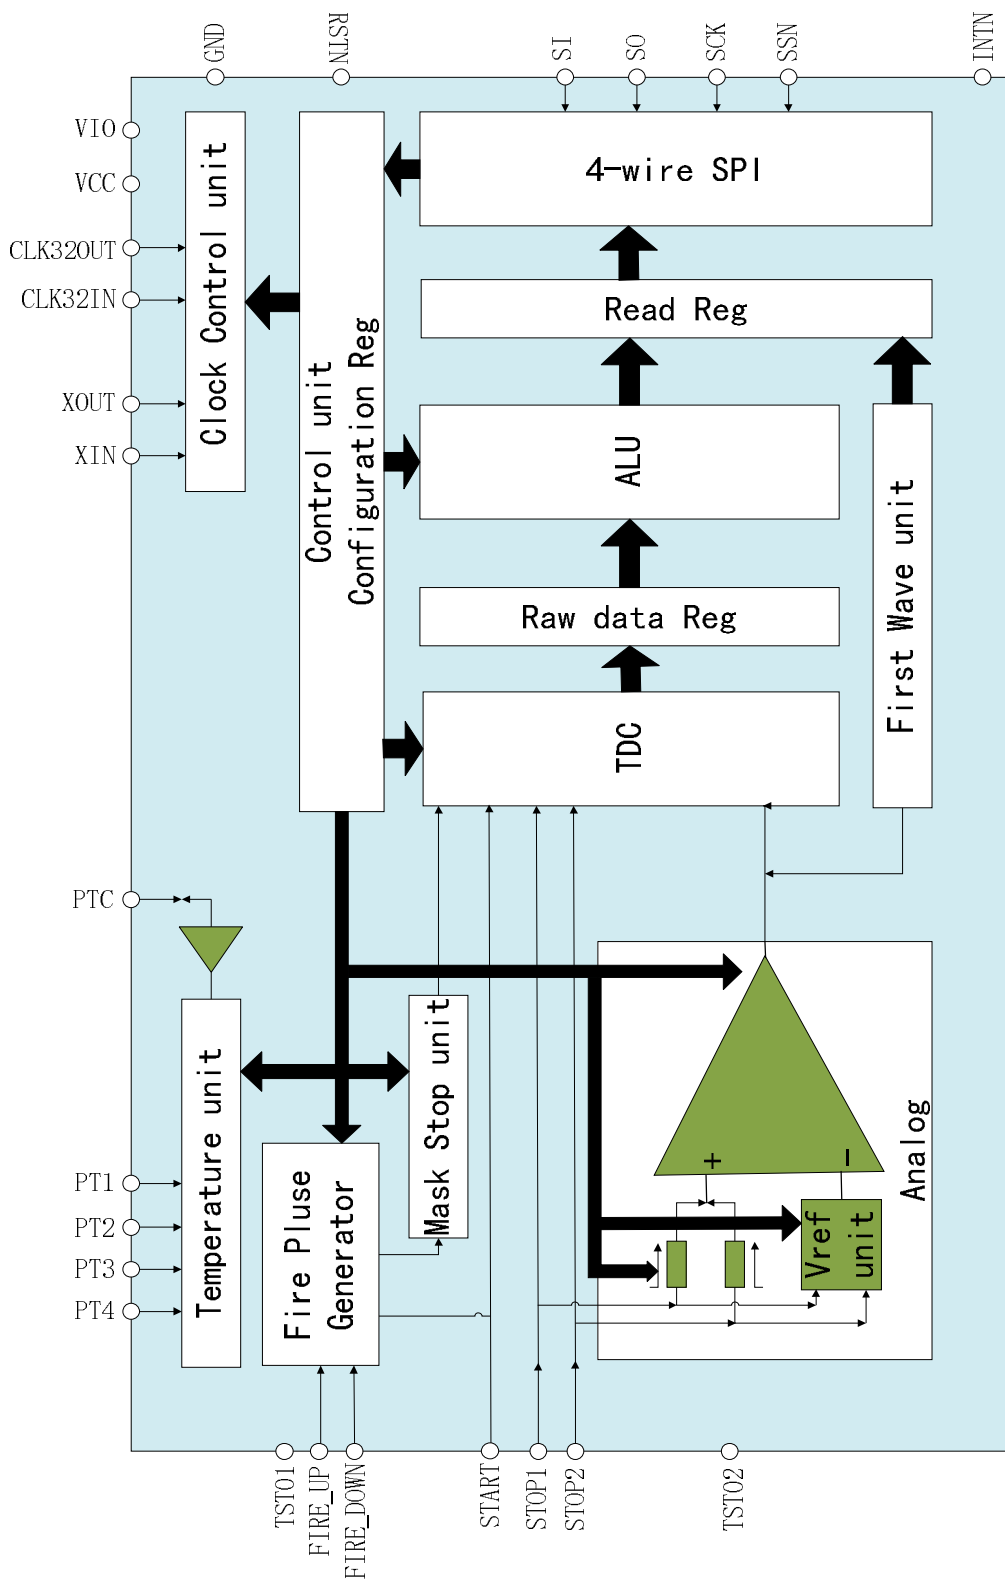 GND
RSTN
SI
SO
SCK
SSN
INTN
VIO
VCC
CLK32OUT
CLK32IN
XOUT
XIN
Clock Control unit
Control unit
Configuration Reg
4-wire SPI
Read Reg
ALU
Raw data Reg
TDC
First Wave unit
PTC
PT1
PT2
PT3
PT4
Temperature unit
Fire Pluse
Generator
Mask Stop unit
+
−
Vref
unit
Analog
TST01
FIRE_UP
FIRE_DOWN
START
STOP1
STOP2
TST02